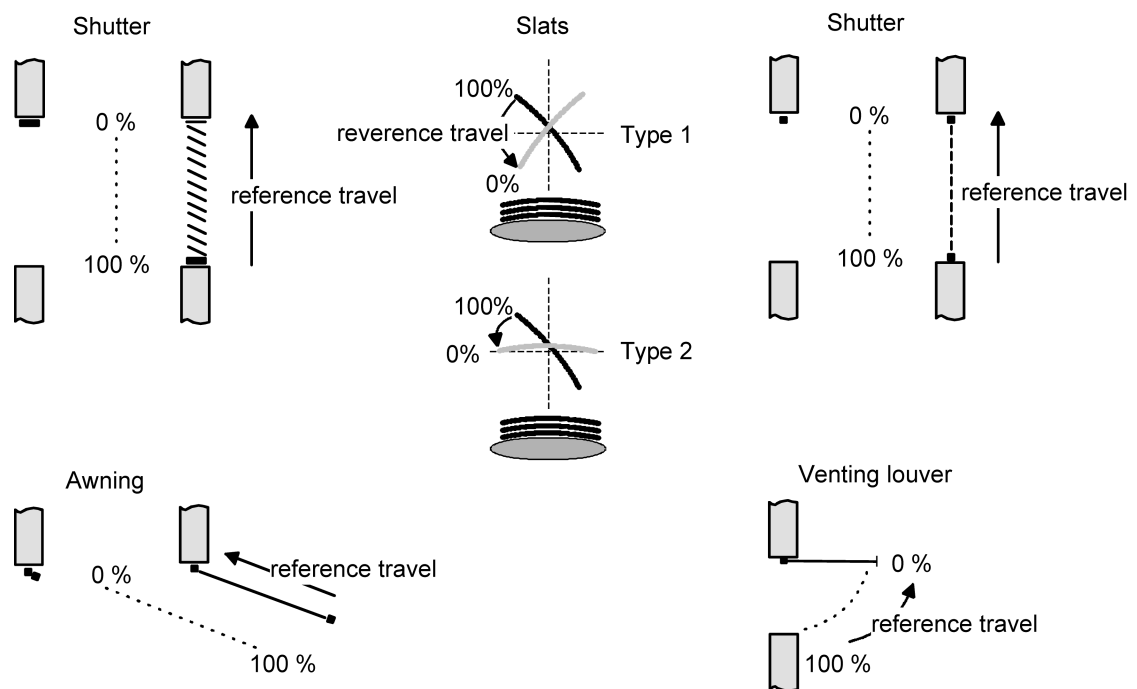 Shutter
0 %
reference travel
100 %
Slats
100%
reverence travel
Type 1
0%
100%
0%
Type 2
Shutter
0 %
reference travel
100 %
Awning
reference travel
0 %
100 %
Venting louver
0 %
reference travel
100 %